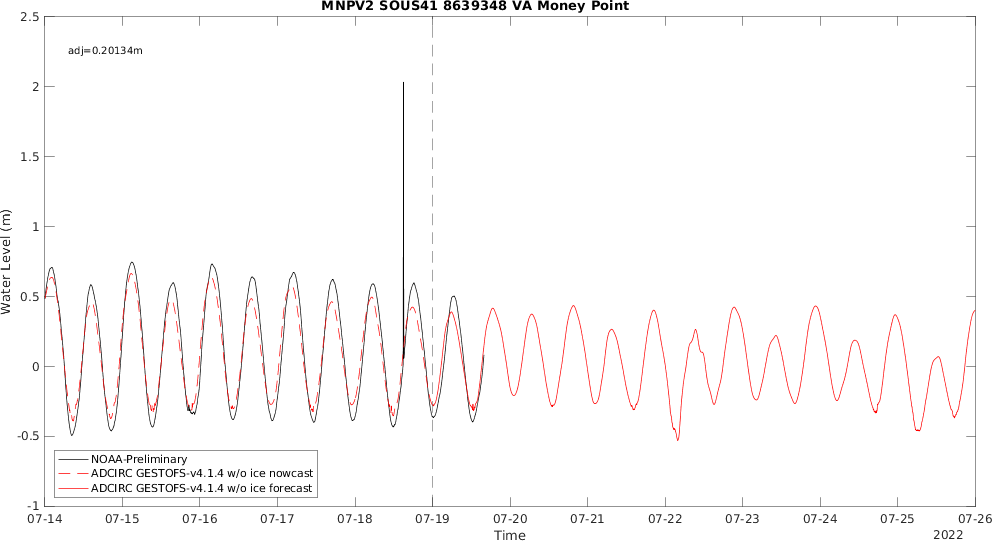 MNPV2 SOUS41 8639348 VA Money Point
adj=0.20134m
Water Level (m)
2.5
2
1.5
1
0.5
0
-0.5
-1
NOAA-Preliminary
ADCIRC GESTOFS-v4.1.4 w/o ice nowcast
ADCIRC GESTOFS-v4.1.4 w/o ice forecast
07-14 07-15 07-16 07-17 07-18 07-19 07-20 07-21 07-22 07-23 07-24 07-25 07-26
Time
2022